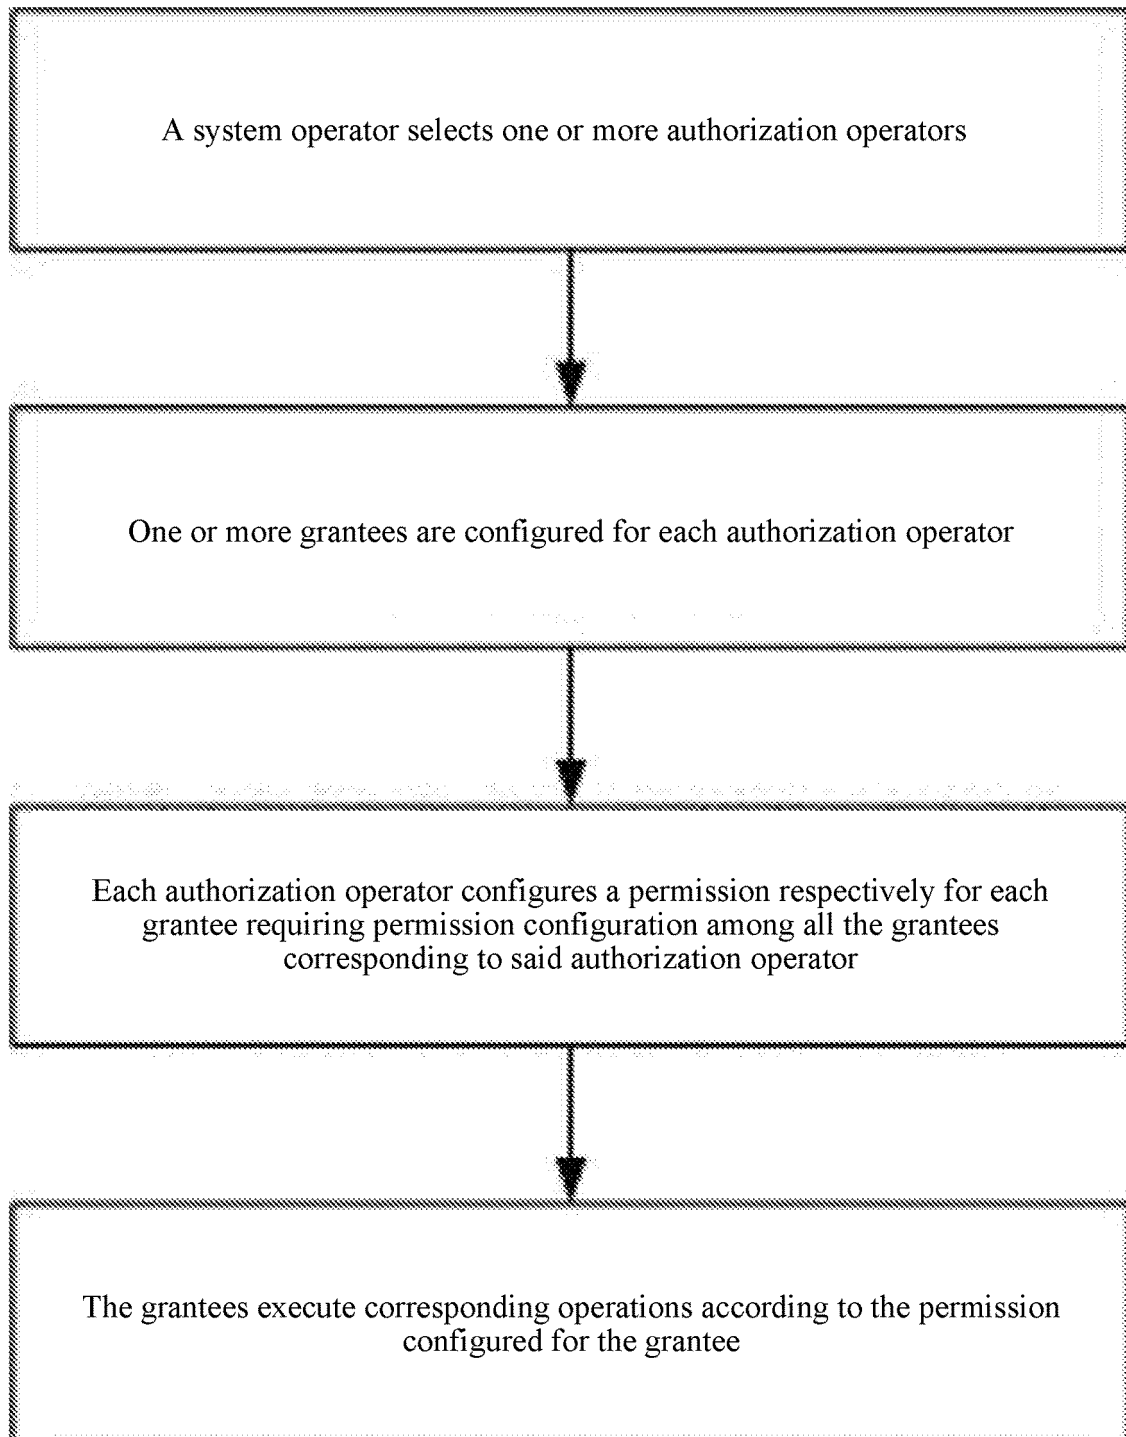 A system operator selects one or more authorization operators
One or more grantees are configured for each authorization operator
Each authorization operator configures a permission respectively for each
grantee requiring permission configuration among all the grantees
corresponding to said authorization operator
The grantees execute corresponding operations according to the permission
configured for the grantee